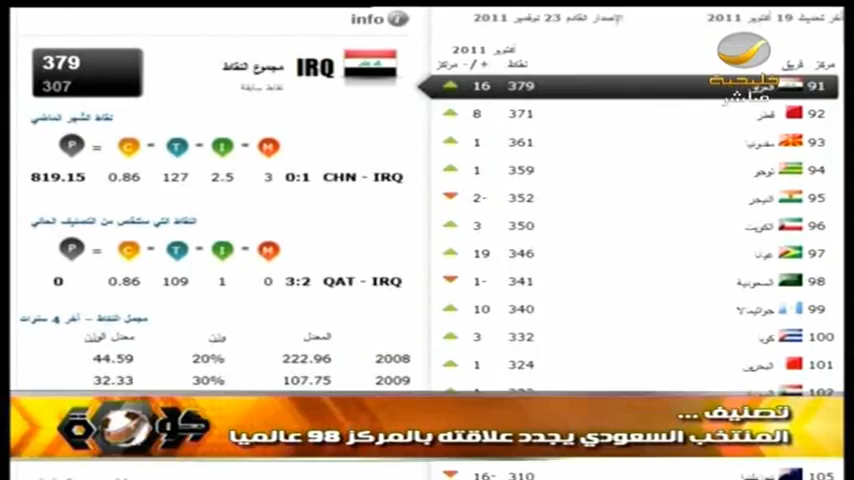 آخر تحديث 19 أكتوبر 2011
الإصدار القادم 23 نوفمبر 2011
أكتوبر 2011
مركز فريق نقاط +/- مركز
91 العراق 379 16
92 قطر 371 8
93 مقدونيا 361 1
94 توجو 359 1
95 النيجر 352 -2
96 الكويت 350 3
97 غيانا 346 19
98 السعودية 341 -1
99 جواتيمالا 340 10
100 كوبا 332 3
101 البحرين 324 1
102
105 310 -16
خليجية
مباشر
info i
IRQ مجموع النقاط 379
نقاط سابقة 307
نقاط الشهر الماضي
P = C - T - I - M
819.15 0.86 127 2.5 3 0:1 CHN - IRQ
النقاط التي ستنقص من التصنيف الحالي
P = C - T - I - M
0 0.86 109 1 0 3:2 QAT - IRQ
مجمل النقاط – آخر 4 سنوات
المعدل وزن معدل الوزن
2008 222.96 20% 44.59
2009 107.75 30% 32.33
كورة
تصنيف ...
المنتخب السعودي يجدد علاقته بالمركز 98 عالميا